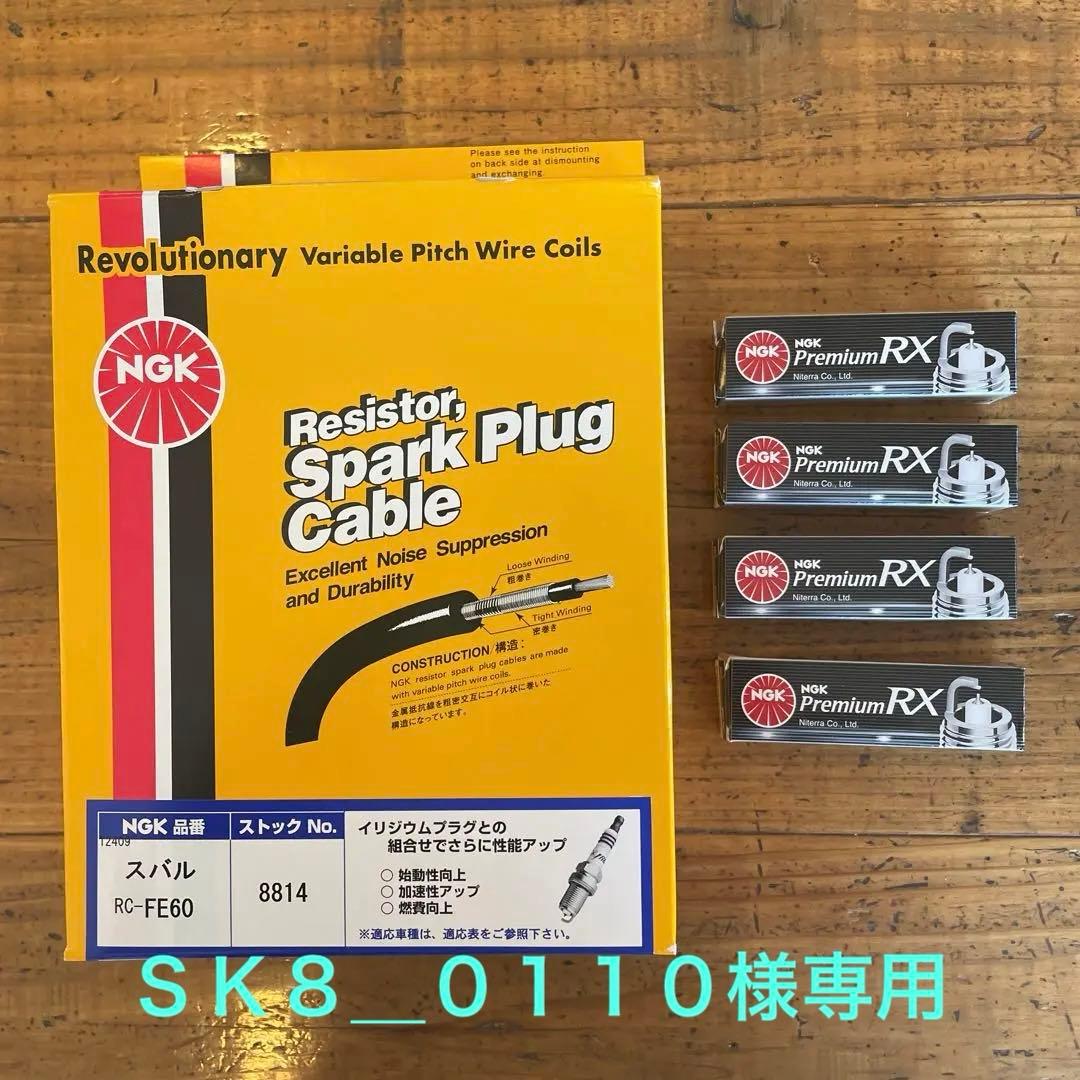 Please see the instruction
on back side at dismounting
and exchanging.
Revolutionary Variable Pitch Wire Coils
NGK
Resistor,
Spark Plug
Cable
Excellent Noise Suppression
and Durability
Loose Winding
粗巻き
Tight Winding
密巻き
CONSTRUCTION/構造:
NGK resistor spark plug cables are made
with variable pitch wire coils.
金属抵抗線を粗密交互にコイル状に巻いた
構造になっています。
NGK 品番
ストック No.
12409
スバル
RC-FE60
8814
イリジウムプラグとの
組合せでさらに性能アップ
○ 始動性向上
○ 加速性アップ
○ 燃費向上
※適応車種は、適応表をご参照下さい。
NGK
NGK
Premium RX
Niterra Co., Ltd.
NGK
NGK
Premium RX
Niterra Co., Ltd.
NGK
NGK
Premium RX
Niterra Co., Ltd.
NGK
NGK
Premium RX
Niterra Co., Ltd.
ＳＫ８＿０１１０様専用